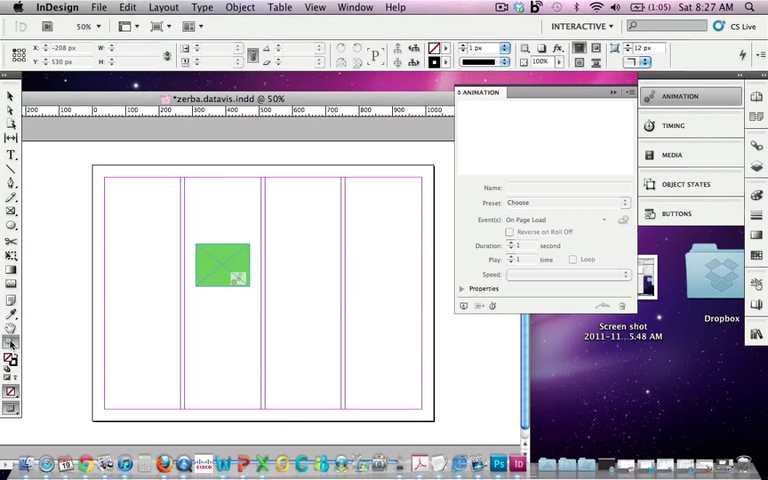 InDesign File Edit Layout Type Object Table View Window Help (1:05) Sat 8:27 AM
50% INTERACTIVE CS Live
X: -208 px W: 1 px 12 px
Y: 530 px H: 100%
*zerba.datavis.indd @ 50%
200 100 0 100 200 300 400 500 600 700 800 900 1000
ANIMATION
Name:
Preset: Choose
Event(s): On Page Load
Reverse on Roll Off
Duration: 1 second
Play: 1 time Loop
Speed:
Properties
ANIMATION
TIMING
MEDIA
OBJECT STATES
BUTTONS
Screen shot
2011-11...5.48 AM
Dropbox